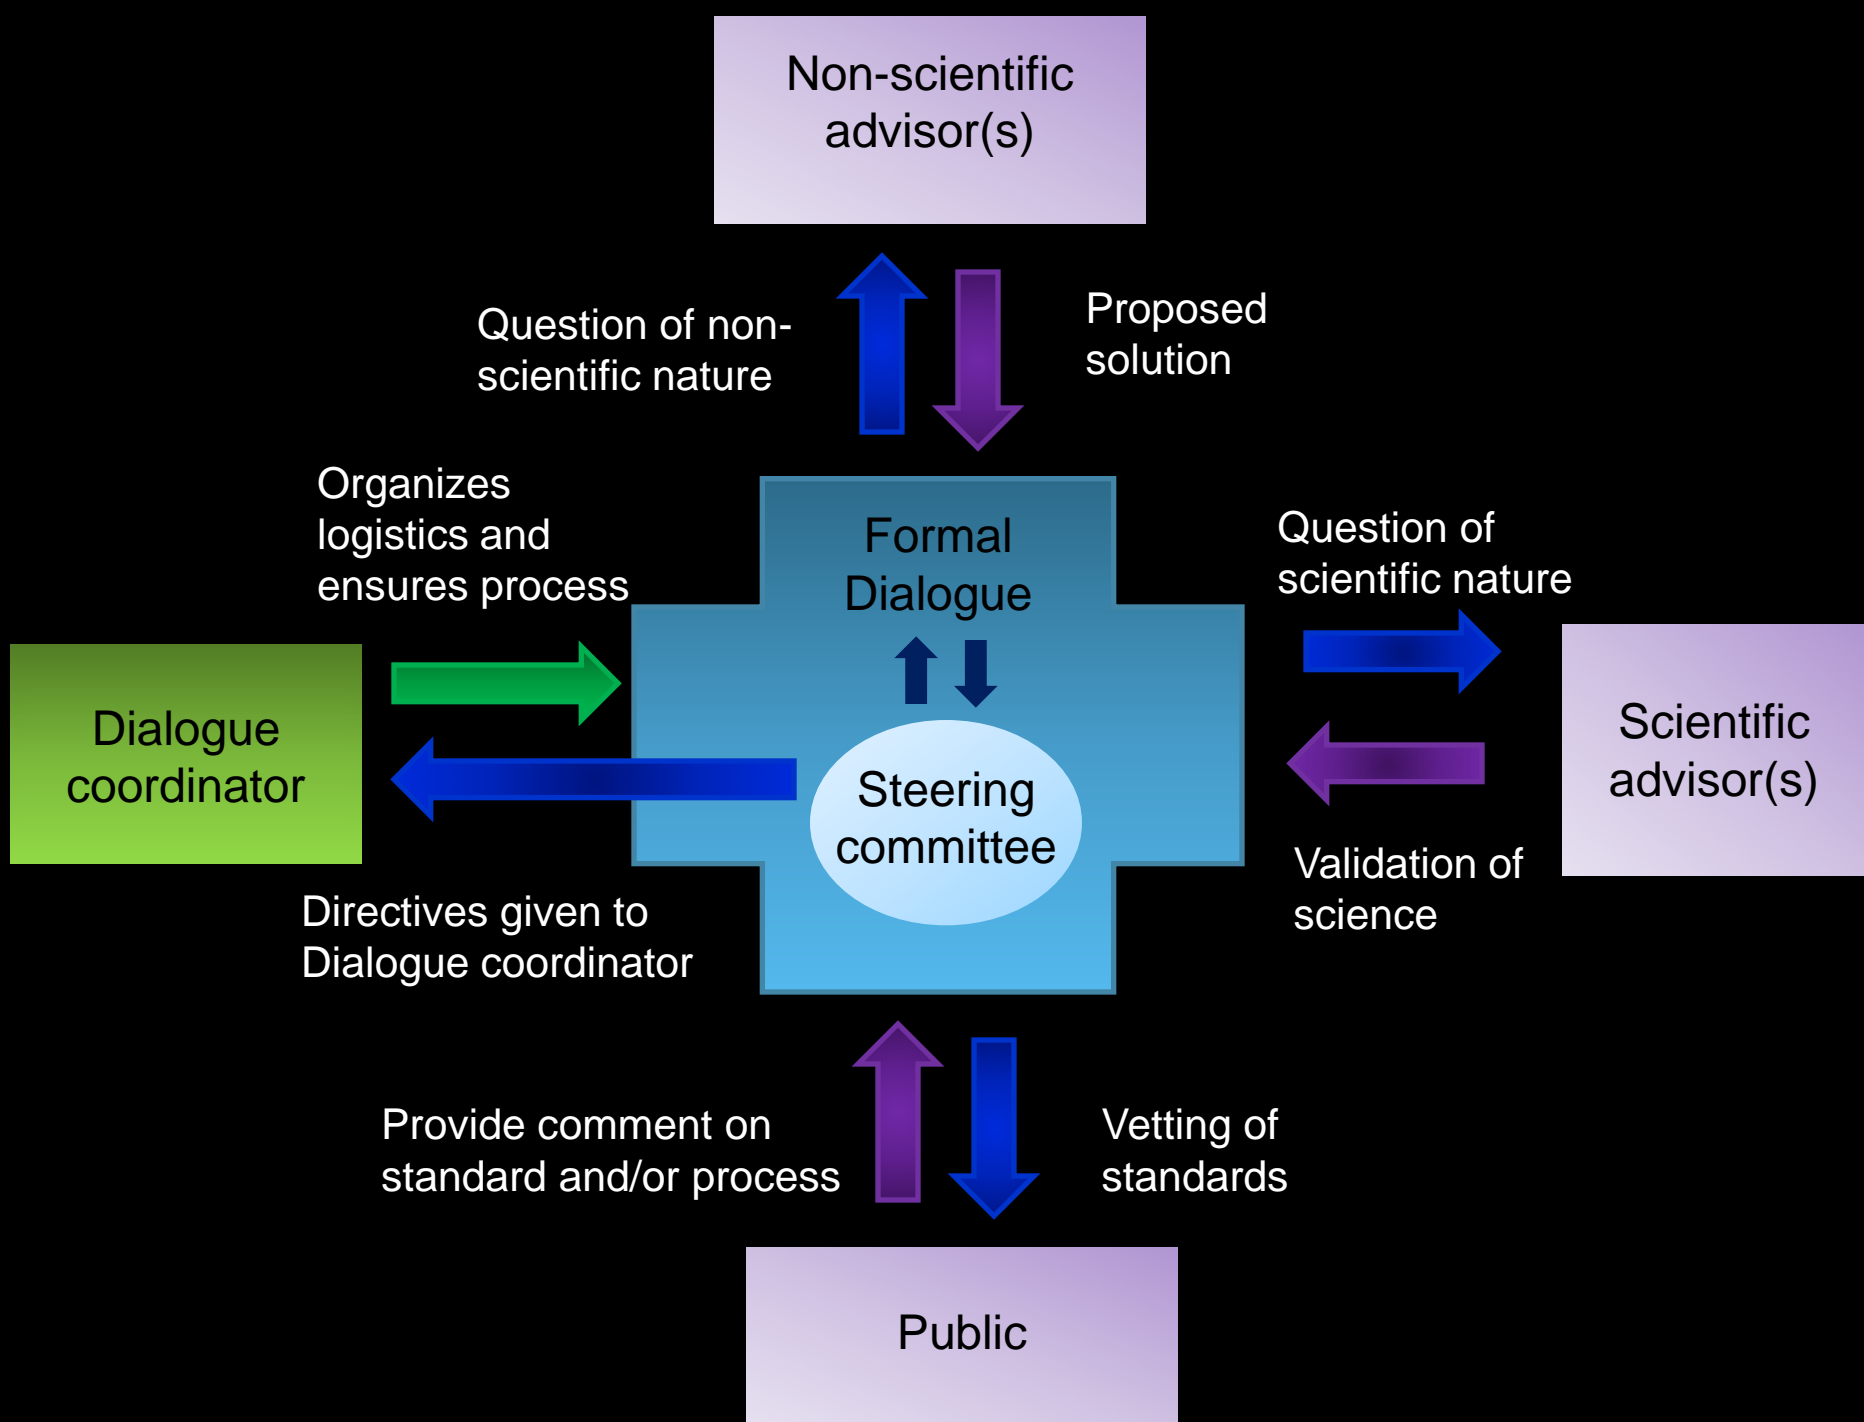 Non-scientific
advisor(s)
Question of non-
scientific nature
Proposed
solution
Organizes
logistics and
ensures process
Formal
Dialogue
Question of
scientific nature
Dialogue
coordinator
Steering
committee
Scientific
advisor(s)
Directives given to
Dialogue coordinator
Validation of
science
Provide comment on
standard and/or process
Vetting of
standards
Public